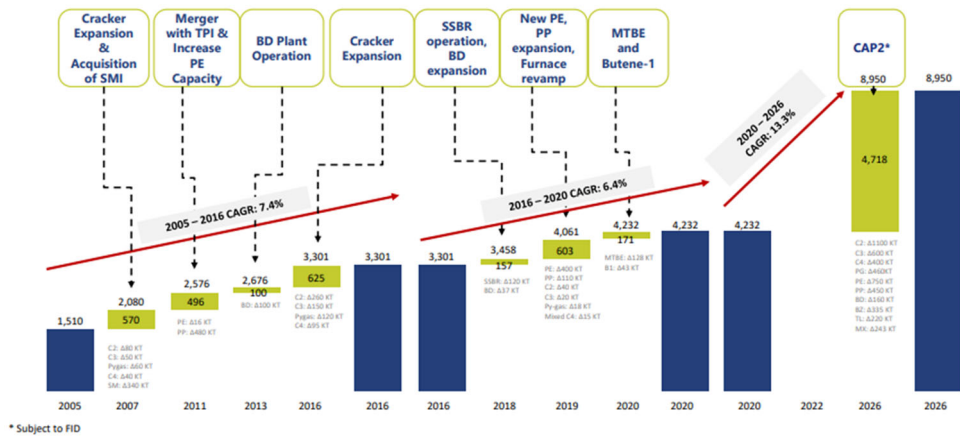 Cracker
Expansion
&
Acquisition
of SMI
Merger
with TPI &
Increase
PE
Capacity
BD Plant
Operation
Cracker
Expansion
SSBR
operation,
BD
expansion
New PE,
PP
expansion,
Furnace
revamp
MTBE
and
Butene-1
CAP2*
2005 – 2016 CAGR: 7.4%
2016 – 2020 CAGR: 6.4%
2020 – 2026
CAGR: 13.3%
1,510
2,080
570
C2: Δ80 KT
C3: Δ50 KT
Pygas: Δ60 KT
C4: Δ40 KT
SM: Δ340 KT
2,576
496
PE: Δ16 KT
PP: Δ480 KT
2,676
100
BD: Δ100 KT
3,301
625
C2: Δ260 KT
C3: Δ150 KT
Pygas: Δ120 KT
C4: Δ95 KT
3,301
3,301
3,458
157
SSBR: Δ120 KT
BD: Δ37 KT
4,061
603
PE: Δ400 KT
PP: Δ110 KT
C2: Δ40 KT
C3: Δ20 KT
Py-gas: Δ18 KT
Mixed C4: Δ15 KT
4,232
171
MTBE: Δ128 KT
B1: Δ43 KT
4,232
4,232
8,950
4,718
C2: Δ1100 KT
C3: Δ600 KT
C4: Δ400 KT
PG: Δ460KT
PE: Δ750 KT
PP: Δ450 KT
BD: Δ160 KT
BZ: Δ335 KT
TL: Δ220 KT
MX: Δ243 KT
8,950
2005
2007
2011
2013
2016
2016
2016
2018
2019
2020
2020
2020
2022
2026
2026
* Subject to FID